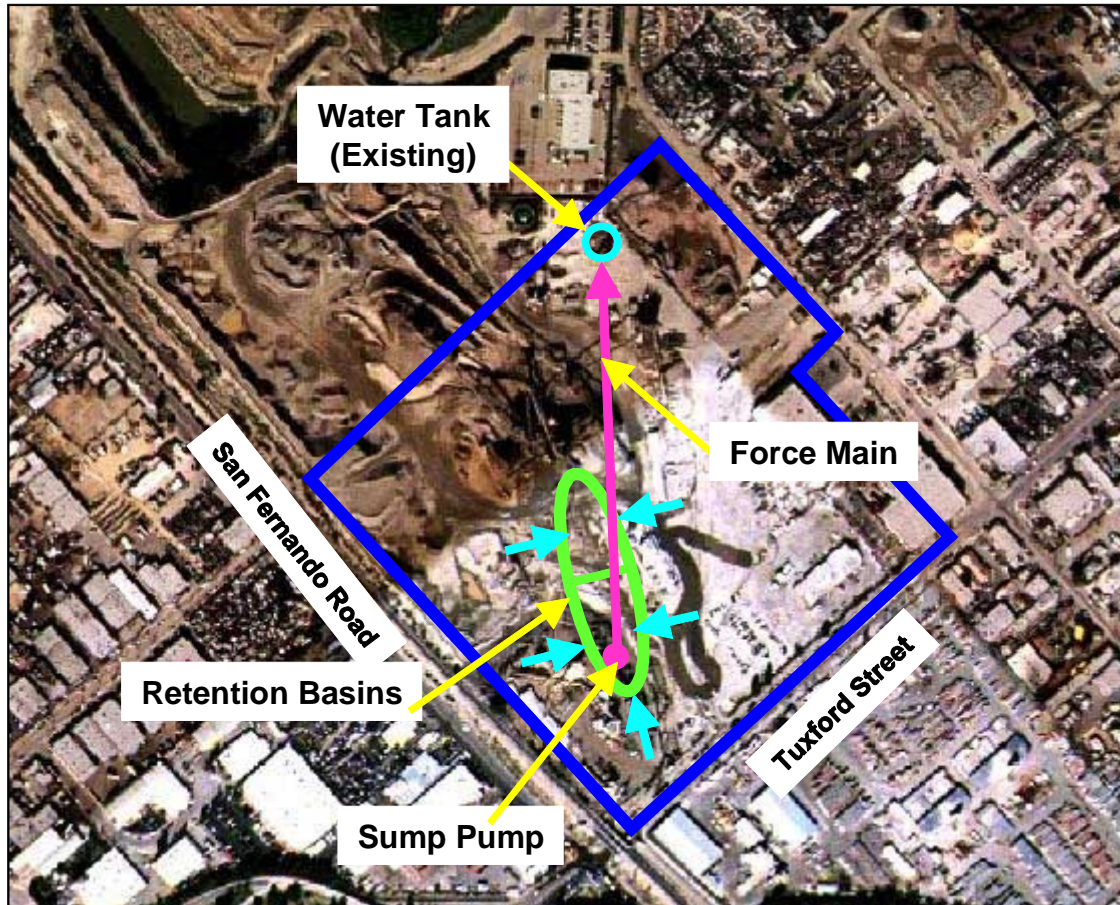 Water Tank
(Existing)
Force Main
San Fernando Road
Retention Basins
Tuxford Street
Sump Pump